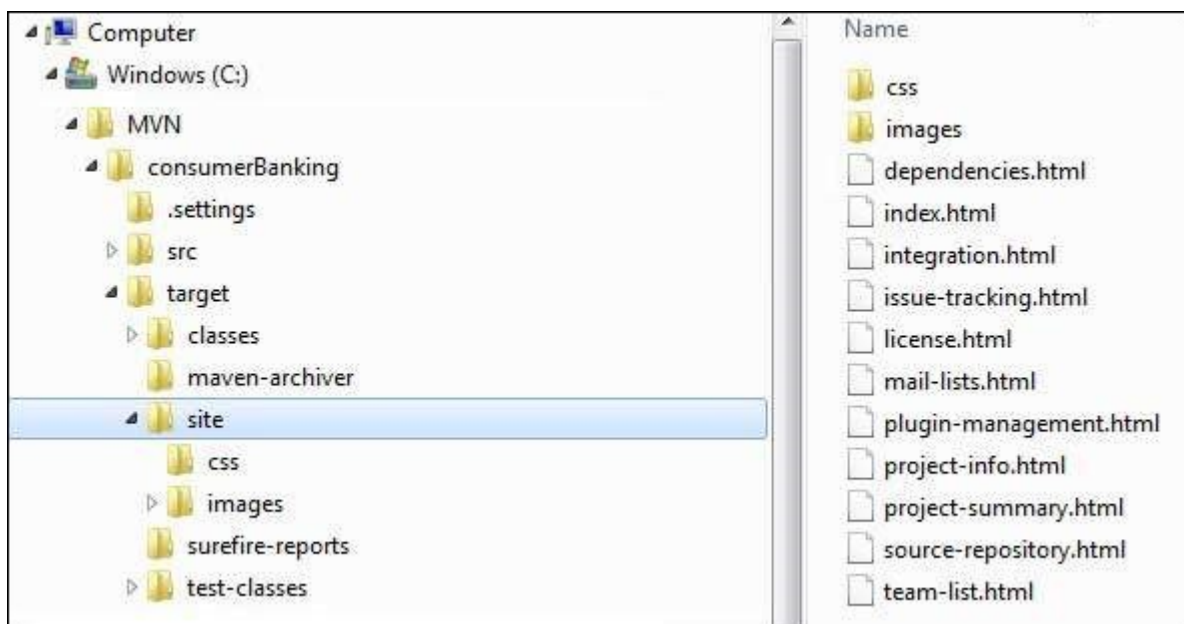 Computer
Windows (C:)
MVN
consumerBanking
.settings
src
target
classes
maven-archiver
site
css
images
surefire-reports
test-classes
Name
css
images
dependencies.html
index.html
integration.html
issue-tracking.html
license.html
mail-lists.html
plugin-management.html
project-info.html
project-summary.html
source-repository.html
team-list.html